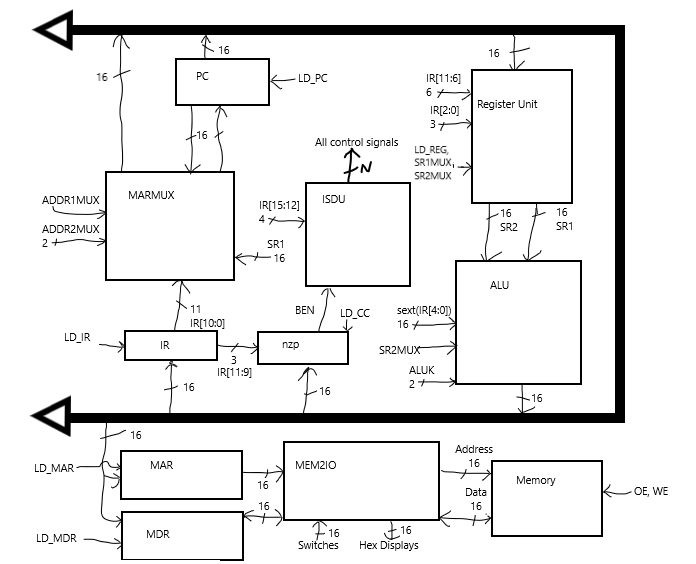 16
16
PC
LD_PC
16
16
IR[11:6]
6
IR[2:0]
3
Register Unit
LD_REG,
SR1MUX,
SR2MUX
All control signals
N
MARMUX
ADDR1MUX
ADDR2MUX
2
ISDU
IR[15:12]
4
SR1
16
16
SR2
16
SR1
ALU
11
IR[10:0]
BEN
LD_CC
sext(IR[4:0])
16
LD_IR
IR
3
IR[11:9]
nzp
SR2MUX
ALUK
2
16
16
16
16
LD_MAR
MAR
16
MEM2IO
Address
16
Memory
Data
16
OE, WE
LD_MDR
MDR
16
16
Switches
16
Hex Displays